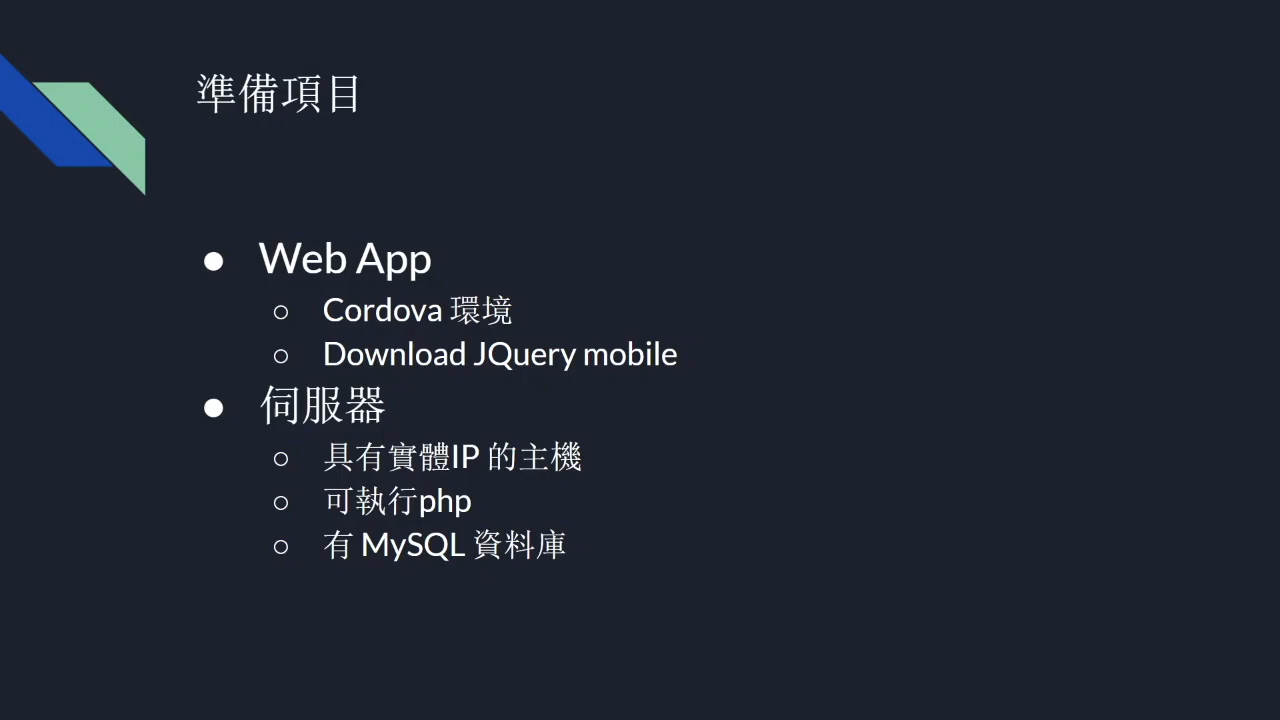 準備項目
● Web App
○ Cordova 環境
○ Download JQuery mobile
● 伺服器
○ 具有實體IP 的主機
○ 可執行php
○ 有 MySQL 資料庫